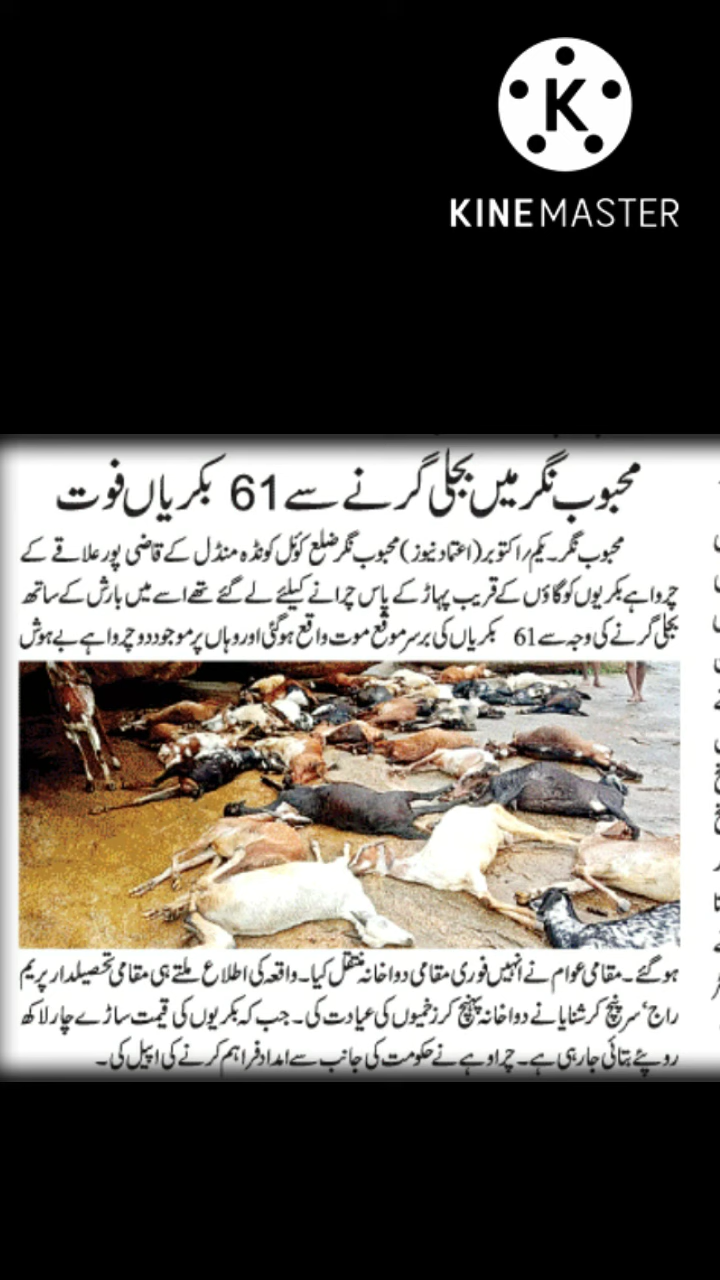 K
KINEMASTER
محبوب نگر میں بجلی گرنے سے 61 بکریاں فوت
محبوب نگر۔یکم/اکتوبر(اعتماد نیوز)محبوب نگر ضلع کوئل کونڈہ منڈل کے قاضی پور علاقے کے
چرواہے بکریوں کو گاؤں کے قریب پہاڑ کے پاس چرانے کیلئے لے گئے تھے اسے میں بارش کے ساتھ
بجلی گرنے کی وجہ سے 61 بکریاں کی برسر موقع موت واقع ہوگئی اور وہاں پر موجود دو چرواہے بے ہوش
ہو گئے۔مقامی عوام نے انہیں فوری مقامی دواخانہ منتقل کیا۔واقعہ کی اطلاع ملتے ہی مقامی تحصیلدار پریم
راج' سرپنچ کرشنایا نے دواخانہ پہنچ کر زخمیوں کی عیادت کی۔جب کہ بکریوں کی قیمت ساڑے چار لاکھ
روپئے بتائی جارہی ہے۔چراوہے نے حکومت کی جانب سے امداد فراہم کرنے کی اپیل کی۔